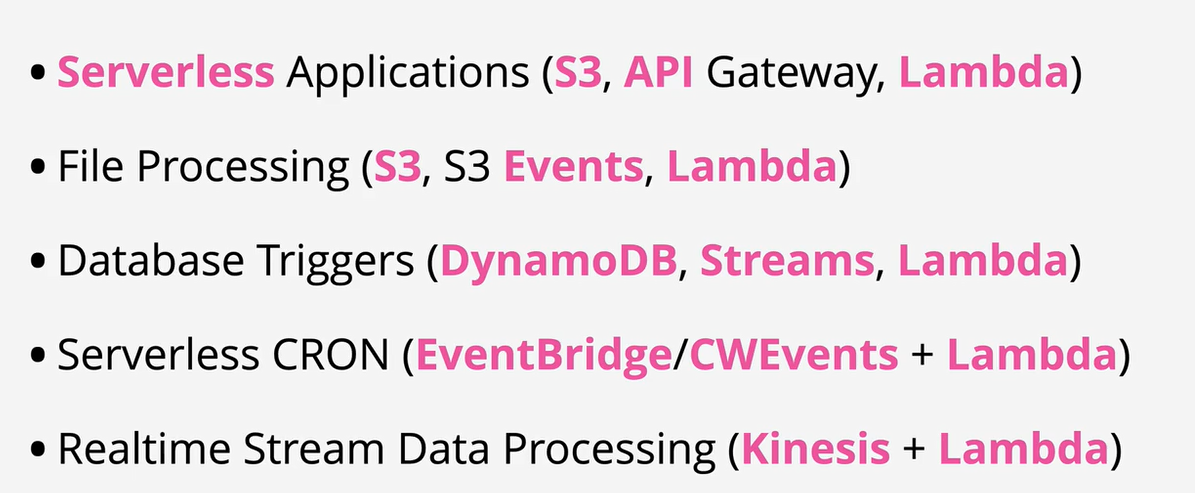 • Serverless Applications (S3, API Gateway, Lambda)
• File Processing (S3, S3 Events, Lambda)
• Database Triggers (DynamoDB, Streams, Lambda)
• Serverless CRON (EventBridge/CWEvents + Lambda)
• Realtime Stream Data Processing (Kinesis + Lambda)